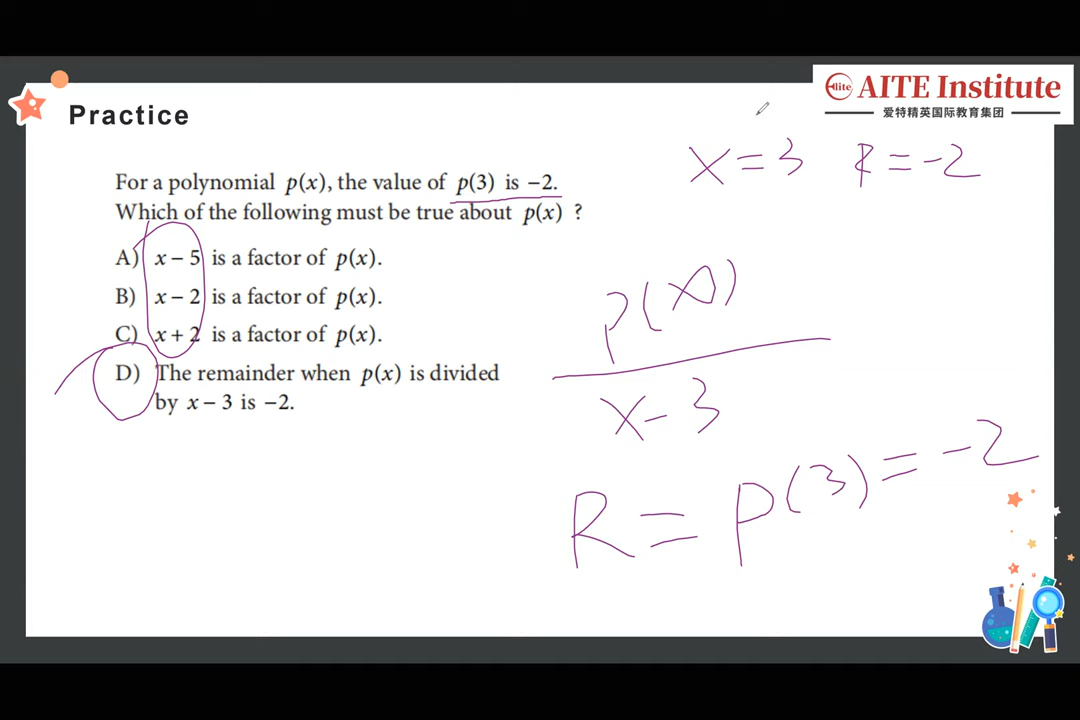 Elite AITE Institute
爱特精英国际教育集团
Practice
For a polynomial p(x), the value of p(3) is −2.
Which of the following must be true about p(x) ?
A) x − 5 is a factor of p(x).
B) x − 2 is a factor of p(x).
C) x + 2 is a factor of p(x).
D) The remainder when p(x) is divided
by x − 3 is −2.
X = 3 R = -2
P(X)
X - 3
R = P(3) = -2